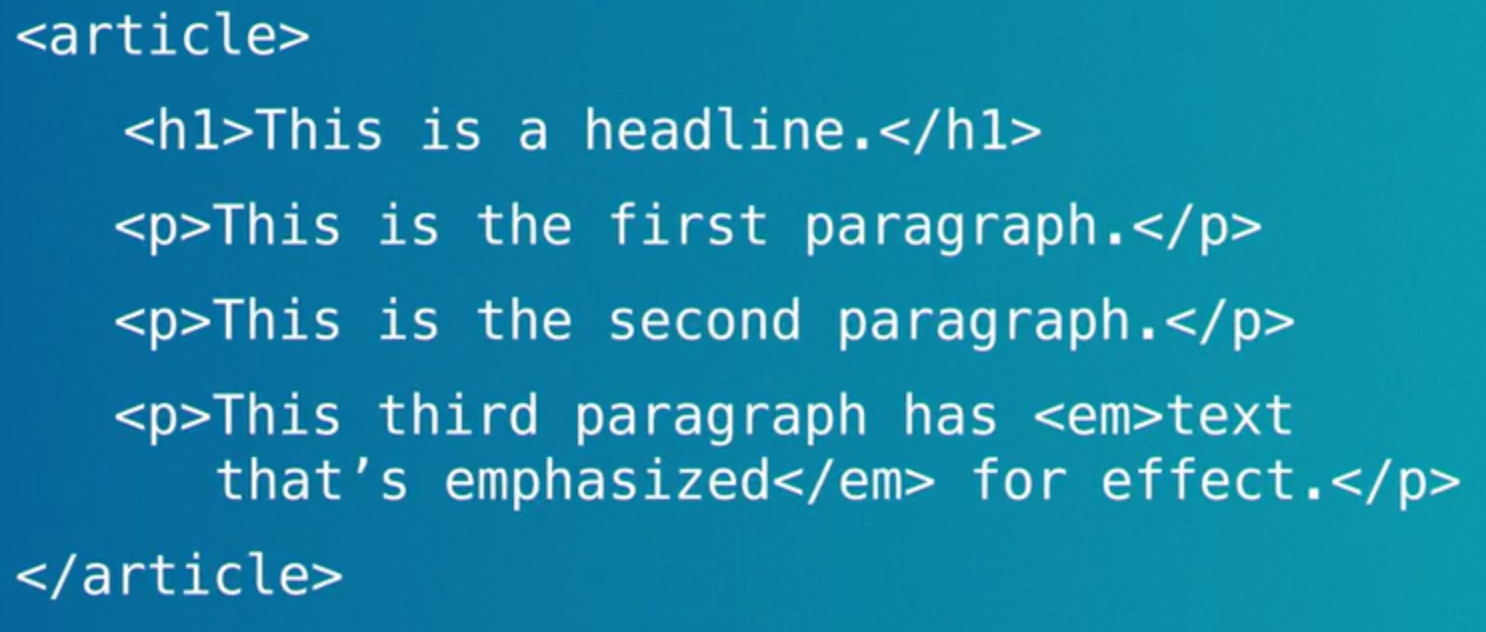 <article>
<h1>This is a headline.</h1>
<p>This is the first paragraph.</p>
<p>This is the second paragraph.</p>
<p>This third paragraph has <em>text
that’s emphasized</em> for effect.</p>
</article>